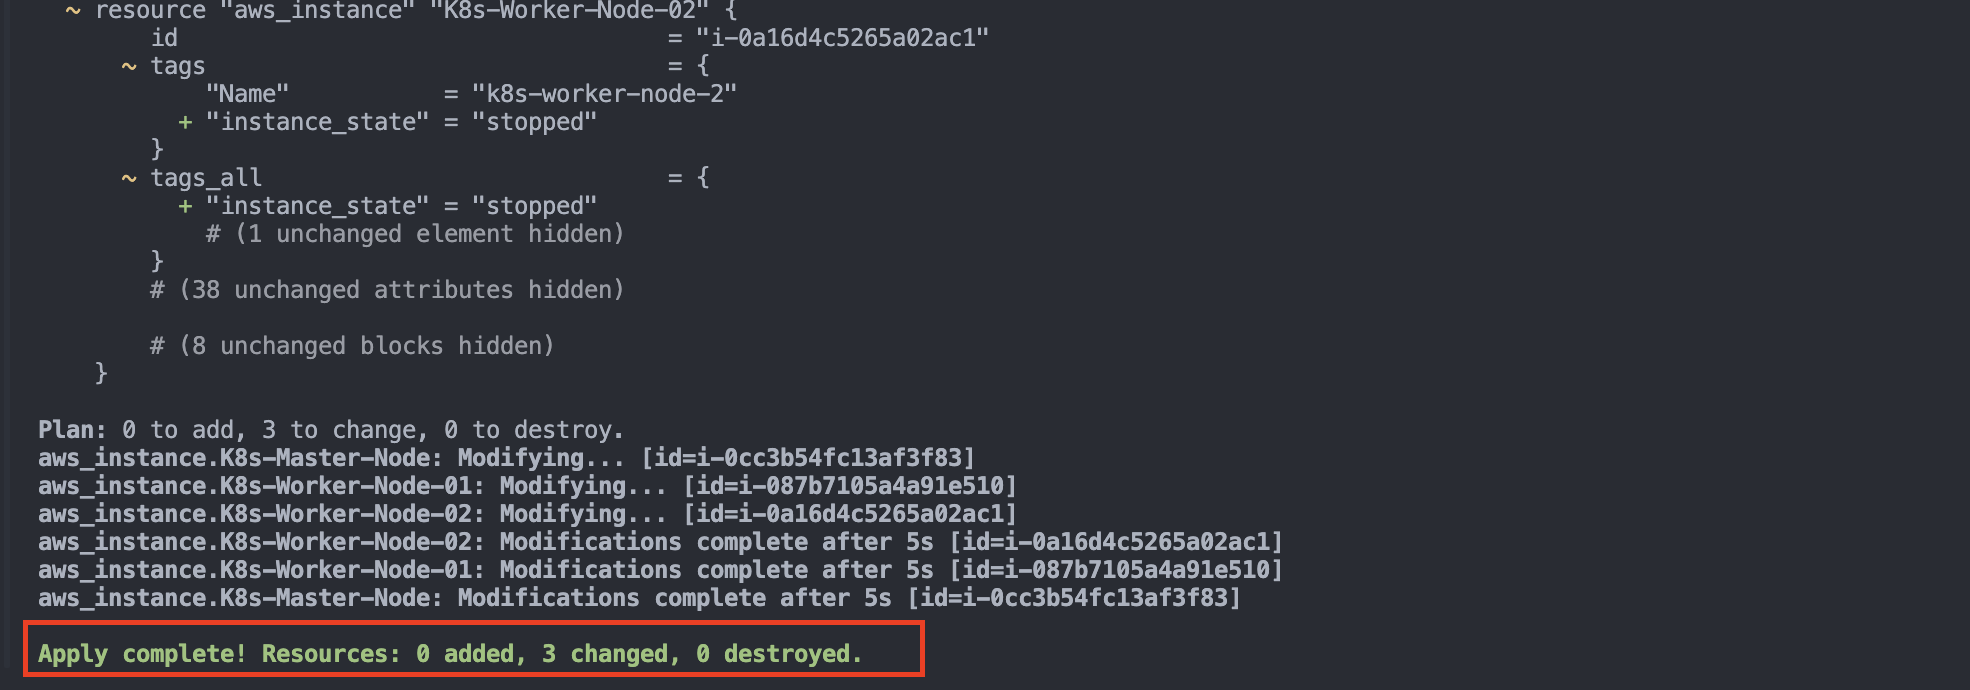 ~ resource "aws_instance" "K8s-Worker-Node-02" {
id = "i-0a16d4c5265a02ac1"
~ tags = {
"Name" = "k8s-worker-node-2"
+ "instance_state" = "stopped"
}
~ tags_all = {
+ "instance_state" = "stopped"
# (1 unchanged element hidden)
}
# (38 unchanged attributes hidden)
# (8 unchanged blocks hidden)
}
Plan: 0 to add, 3 to change, 0 to destroy.
aws_instance.K8s-Master-Node: Modifying... [id=i-0cc3b54fc13af3f83]
aws_instance.K8s-Worker-Node-01: Modifying... [id=i-087b7105a4a91e510]
aws_instance.K8s-Worker-Node-02: Modifying... [id=i-0a16d4c5265a02ac1]
aws_instance.K8s-Worker-Node-02: Modifications complete after 5s [id=i-0a16d4c5265a02ac1]
aws_instance.K8s-Worker-Node-01: Modifications complete after 5s [id=i-087b7105a4a91e510]
aws_instance.K8s-Master-Node: Modifications complete after 5s [id=i-0cc3b54fc13af3f83]
Apply complete! Resources: 0 added, 3 changed, 0 destroyed.